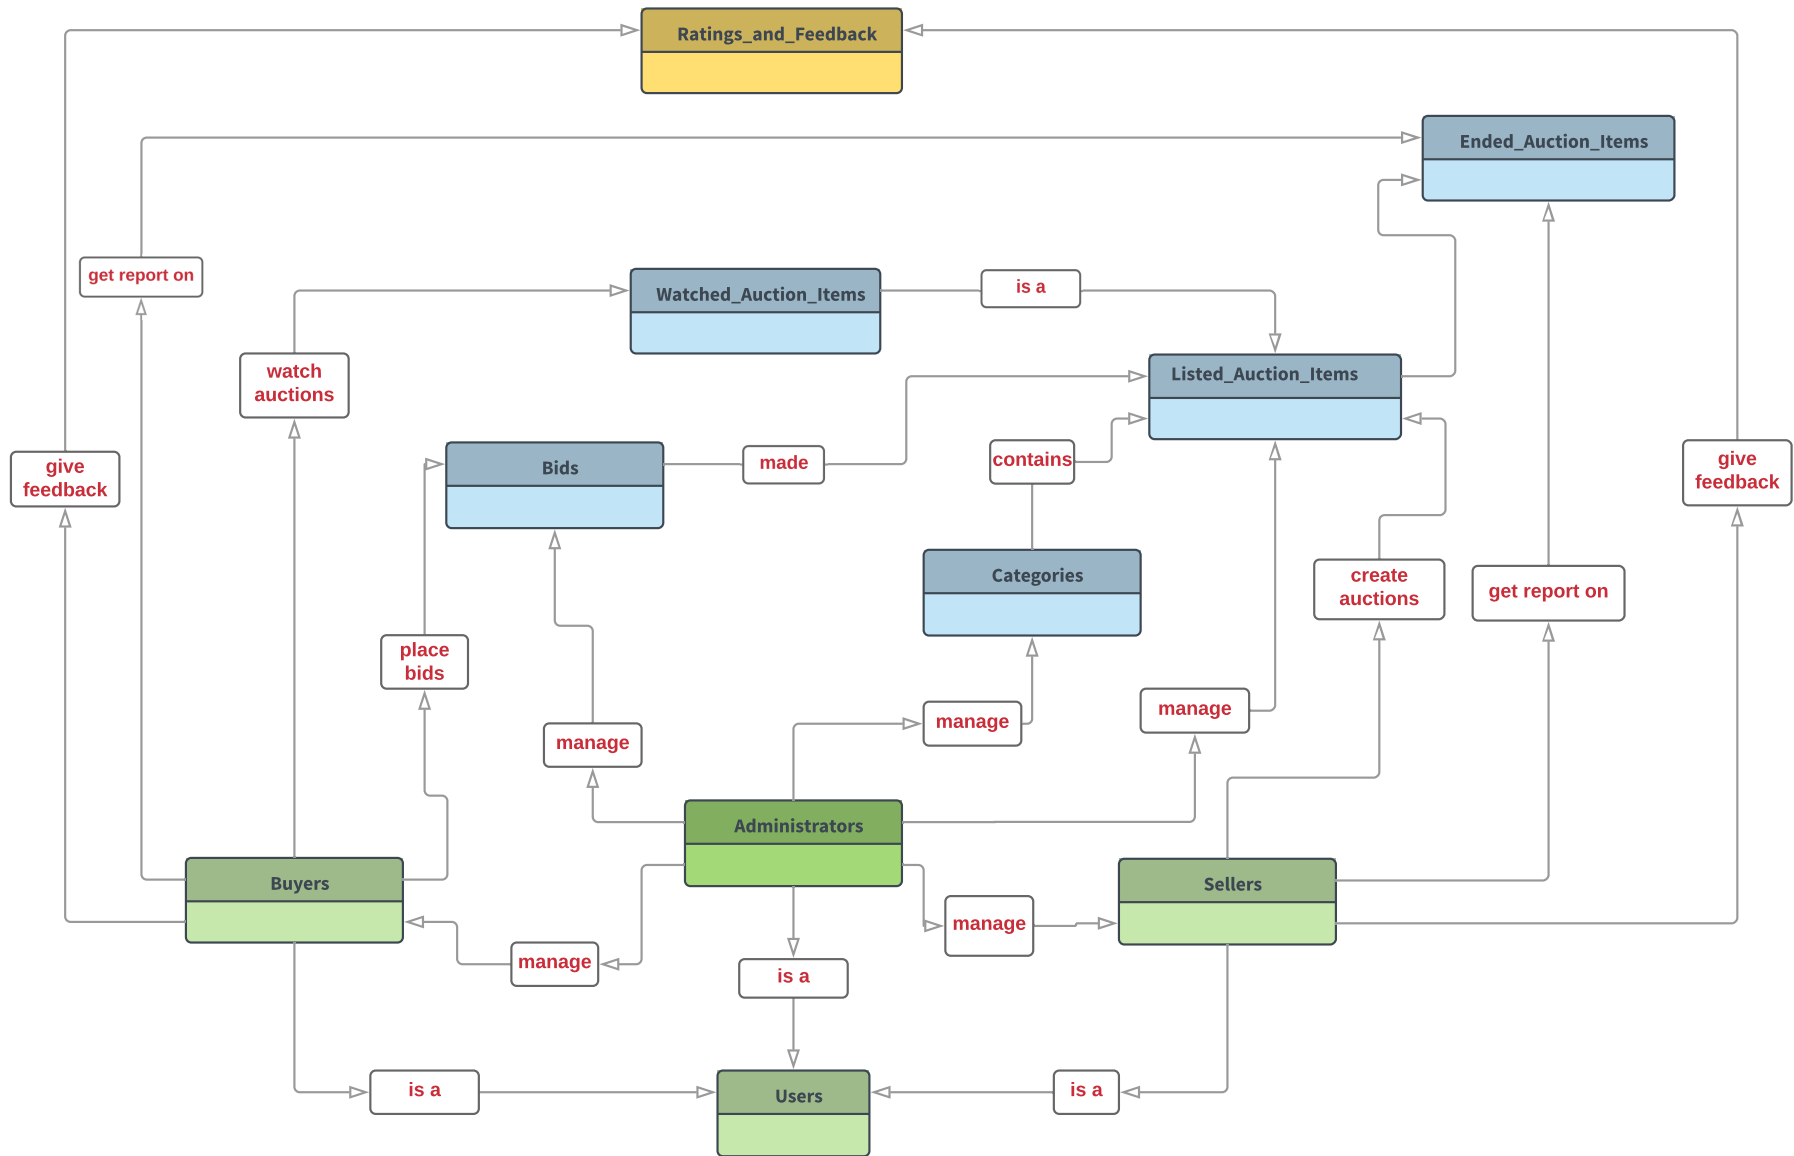 Ratings_and_Feedback
Ended_Auction_Items
get report on
Watched_Auction_Items
is a
watch
auctions
Listed_Auction_Items
Bids
made
contains
give
feedback
give
feedback
Categories
create
auctions
get report on
place
bids
manage
manage
manage
Administrators
Buyers
Sellers
manage
manage
is a
is a
Users
is a